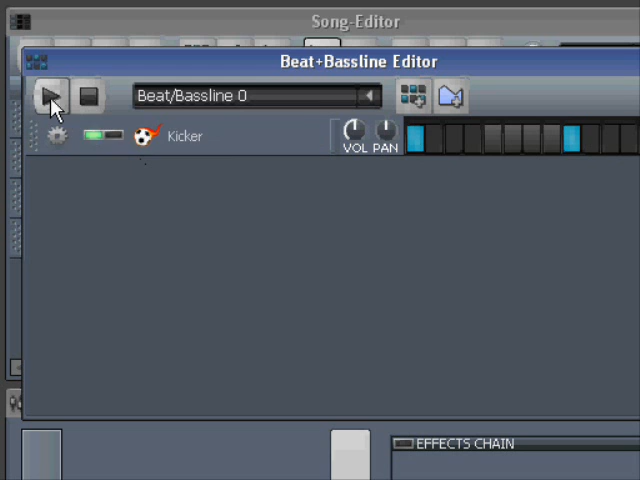 Song-Editor
Beat+Bassline Editor
Beat/Bassline 0
Kicker
VOL PAN
EFFECTS CHAIN